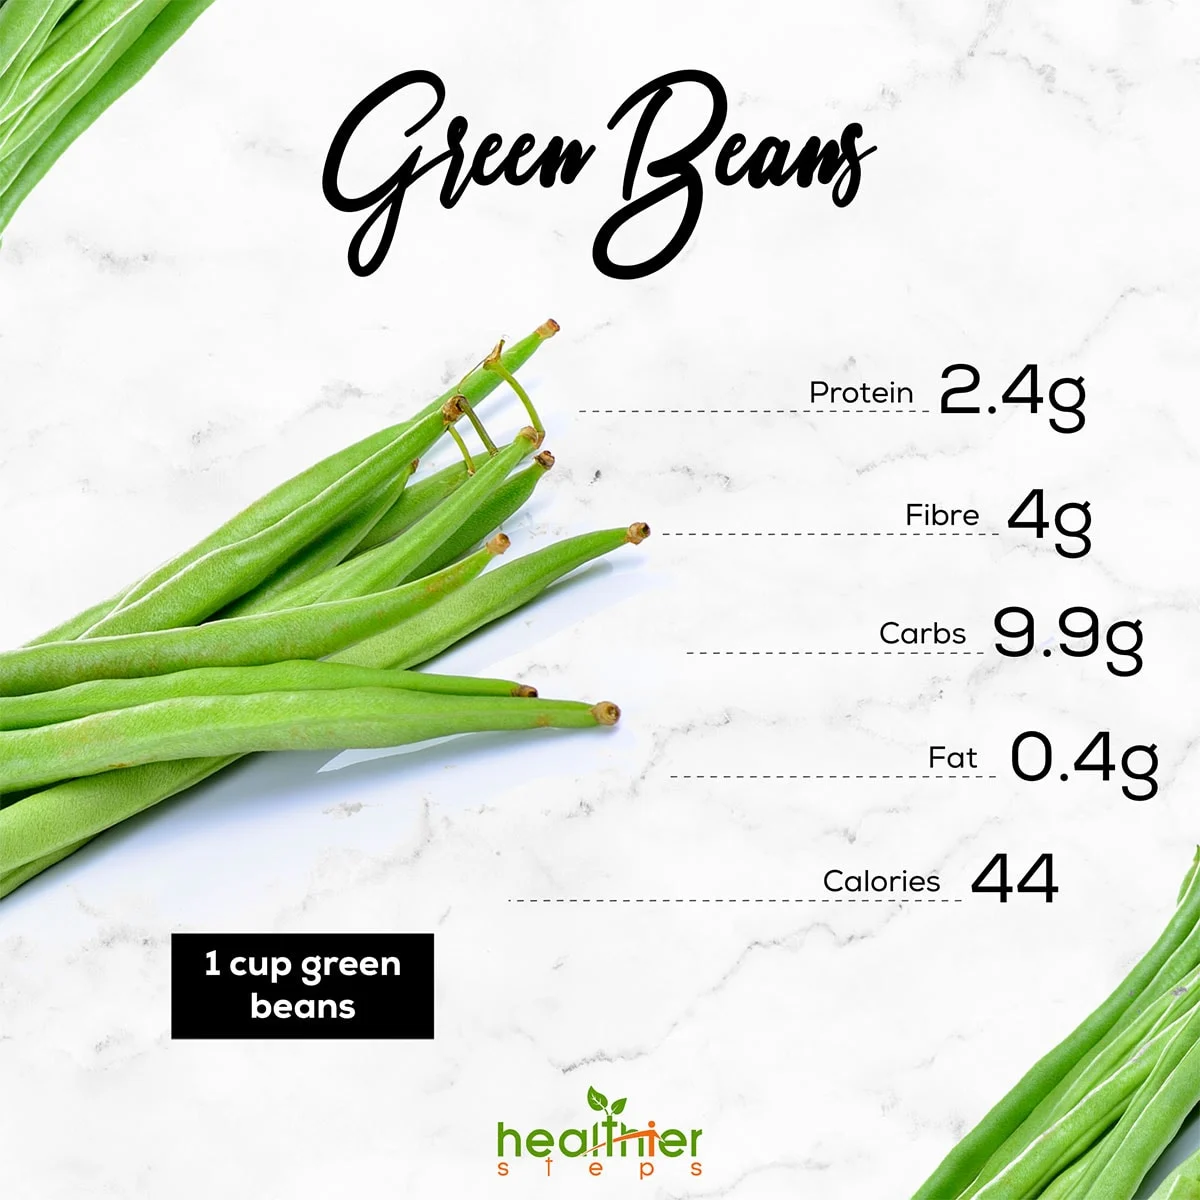 Green Beans
Protein 2.4g
Fibre 4g
Carbs 9.9g
Fat 0.4g
Calories 44
1 cup green
beans
healthier
steps